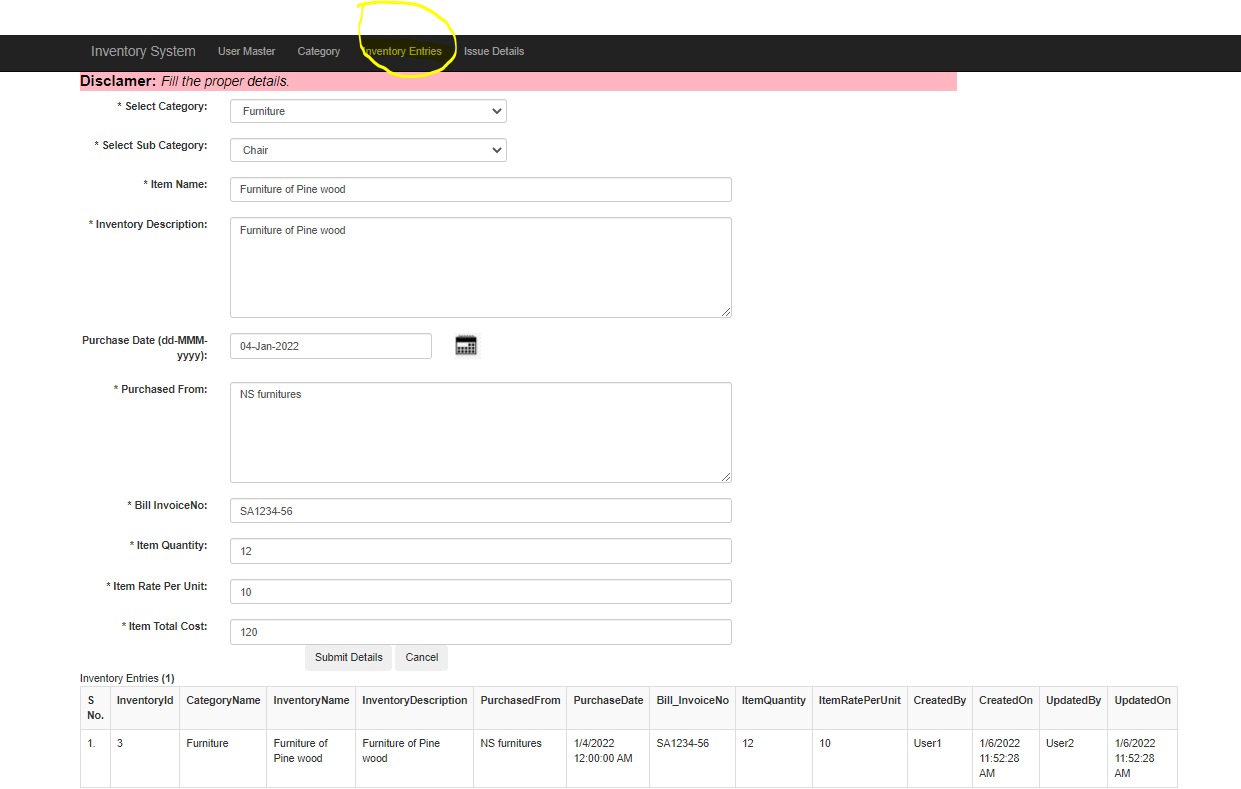 Inventory System User Master Category Inventory Entries Issue Details
Disclamer: Fill the proper details.
* Select Category: Furniture
* Select Sub Category: Chair
* Item Name: Furniture of Pine wood
* Inventory Description: Furniture of Pine wood
Purchase Date (dd-MMM-
yyyy): 04-Jan-2022
* Purchased From: NS furnitures
* Bill InvoiceNo: SA1234-56
* Item Quantity: 12
* Item Rate Per Unit: 10
* Item Total Cost: 120
Submit Details Cancel
Inventory Entries (1)
S No. InventoryId CategoryName InventoryName InventoryDescription PurchasedFrom PurchaseDate Bill_InvoiceNo ItemQuantity ItemRatePerUnit CreatedBy CreatedOn UpdatedBy UpdatedOn
1. 3 Furniture Furniture of Pine wood Furniture of Pine wood NS furnitures 1/4/2022 12:00:00 AM SA1234-56 12 10 User1 1/6/2022 11:52:28 AM User2 1/6/2022 11:52:28 AM